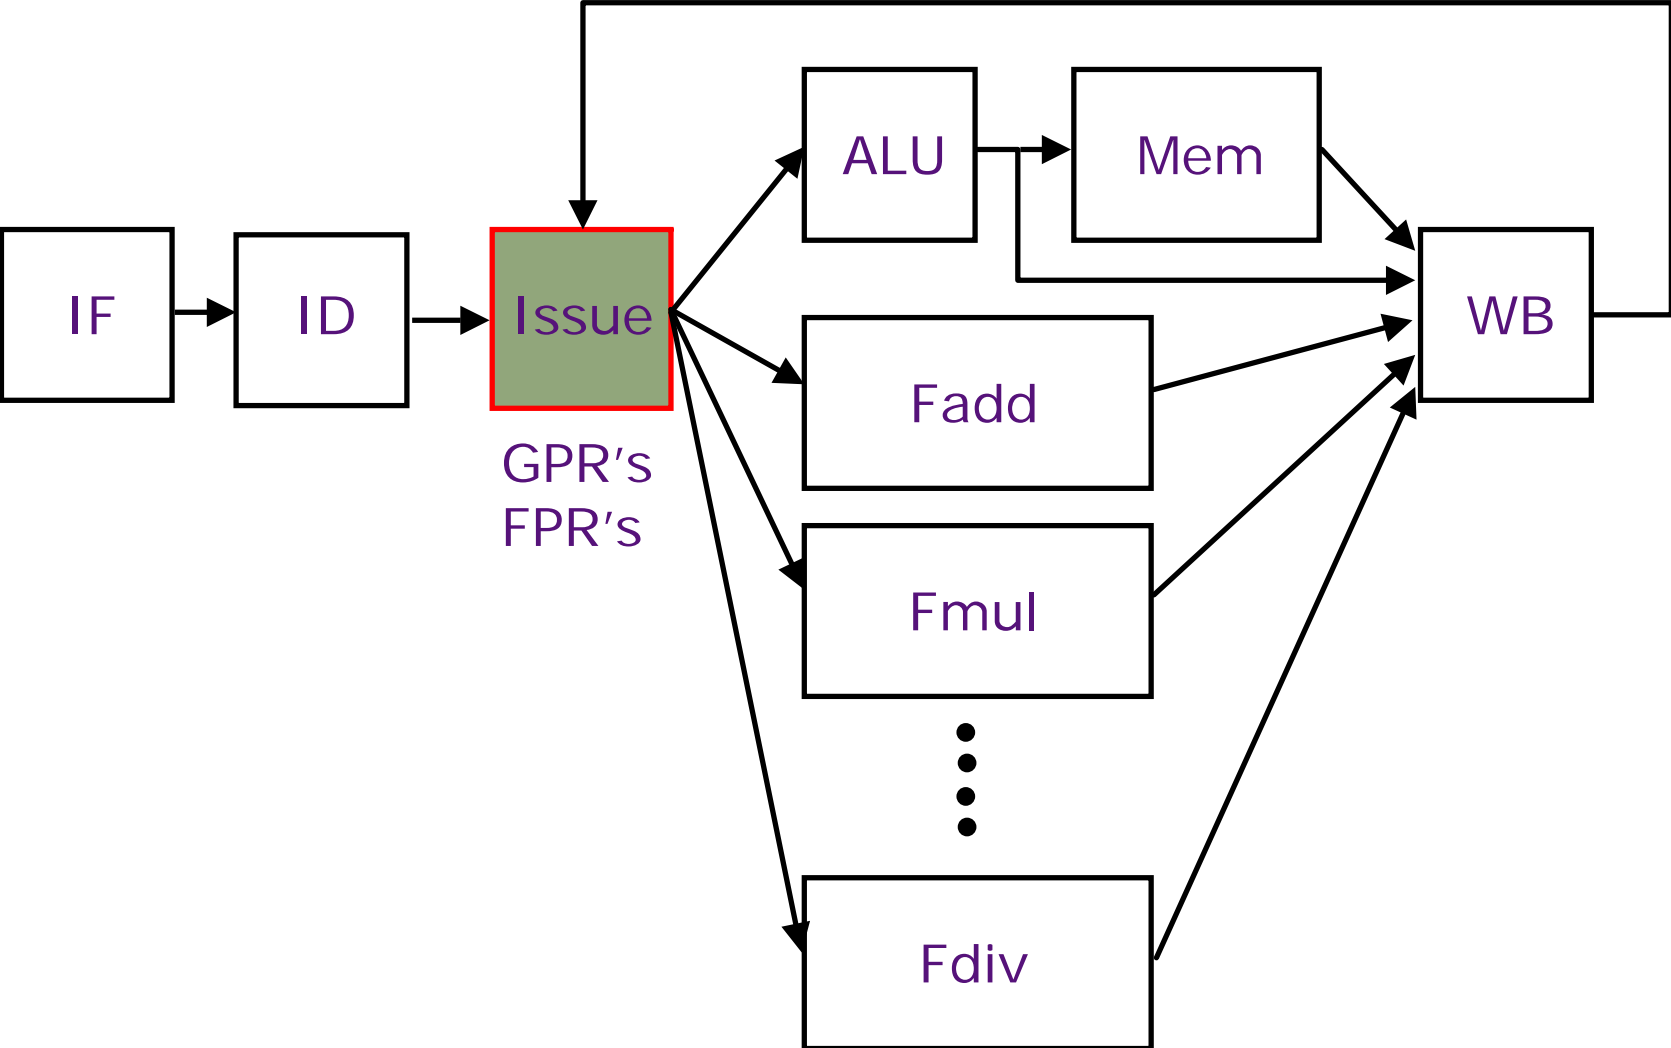 ALU
Mem
IF
ID
Issue
WB
GPR's
FPR's
Fadd
Fmul
Fdiv